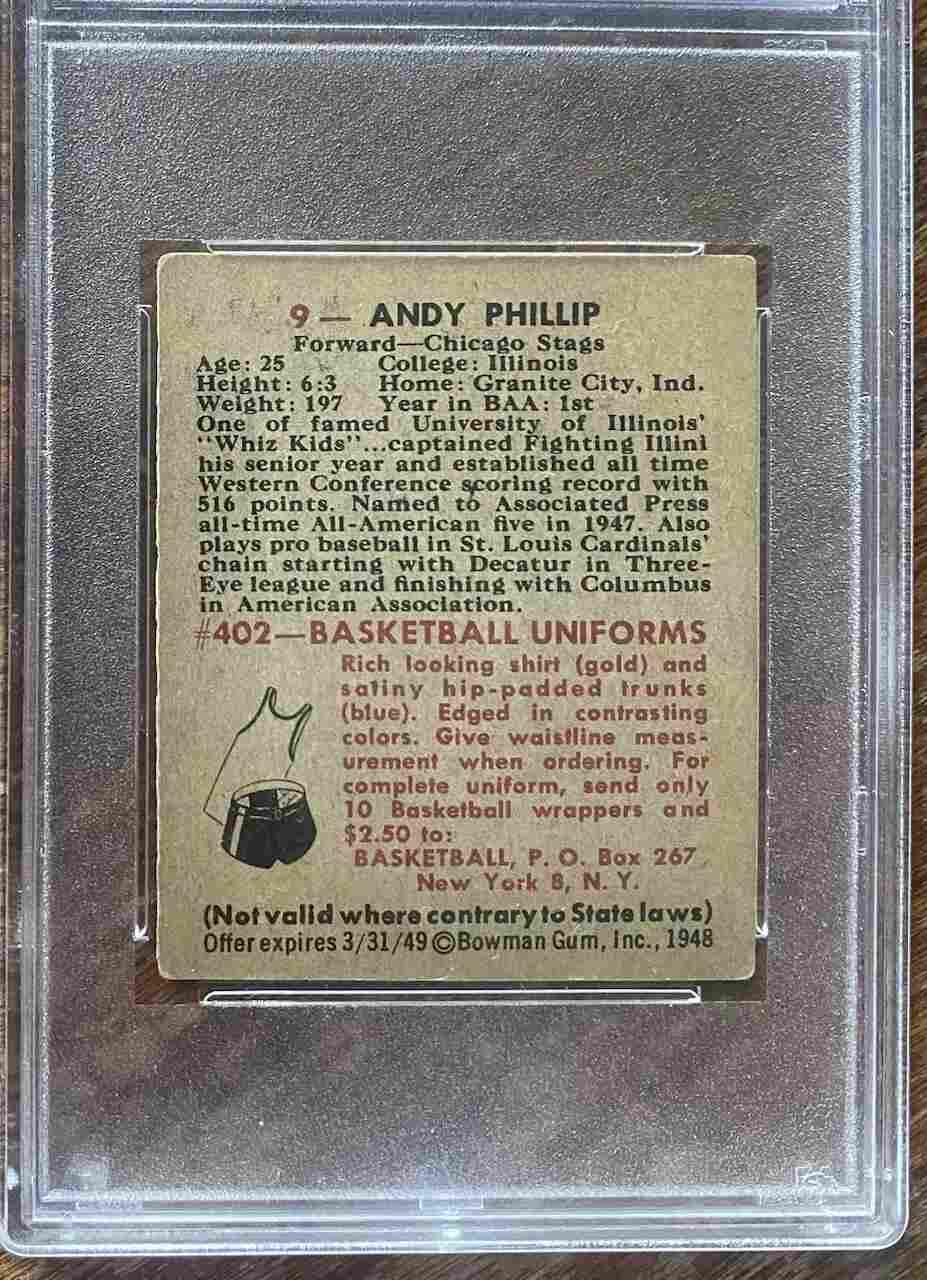 9 — ANDY PHILLIP
Forward—Chicago Stags
Age: 25 College: Illinois
Height: 6:3 Home: Granite City, Ind.
Weight: 197 Year in BAA: 1st
One of famed University of Illinois'
"Whiz Kids"...captained Fighting Illini
his senior year and established all time
Western Conference scoring record with
516 points. Named to Associated Press
all-time All-American five in 1947. Also
plays pro baseball in St. Louis Cardinals'
chain starting with Decatur in Three-
Eye league and finishing with Columbus
in American Association.
#402—BASKETBALL UNIFORMS
Rich looking shirt (gold) and
satiny hip-padded trunks
(blue). Edged in contrasting
colors. Give waistline meas-
urement when ordering. For
complete uniform, send only
10 Basketball wrappers and
$2.50 to:
BASKETBALL, P. O. Box 267
New York 8, N. Y.
(Not valid where contrary to State laws)
Offer expires 3/31/49 ©Bowman Gum, Inc., 1948